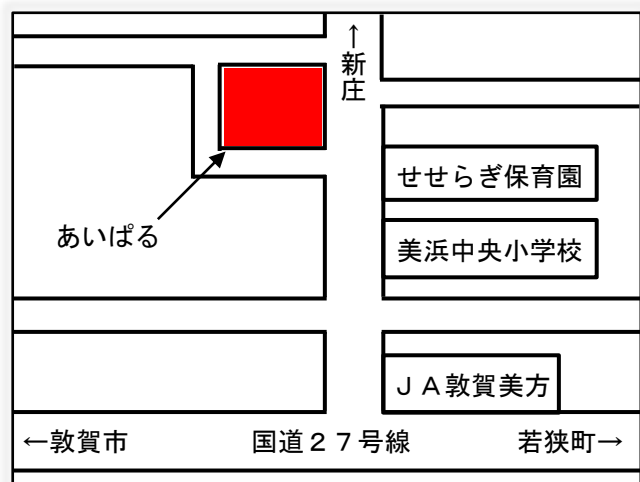 ↑新庄
せせらぎ保育園
あいぱる
美浜中央小学校
ＪＡ敦賀美方
←敦賀市　国道２７号線　若狭町→